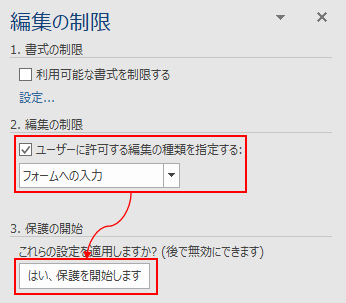 編集の制限
1. 書式の制限
利用可能な書式を制限する
設定...
2. 編集の制限
ユーザーに許可する編集の種類を指定する:
フォームへの入力
3. 保護の開始
これらの設定を適用しますか? (後で無効にできます)
はい、保護を開始します